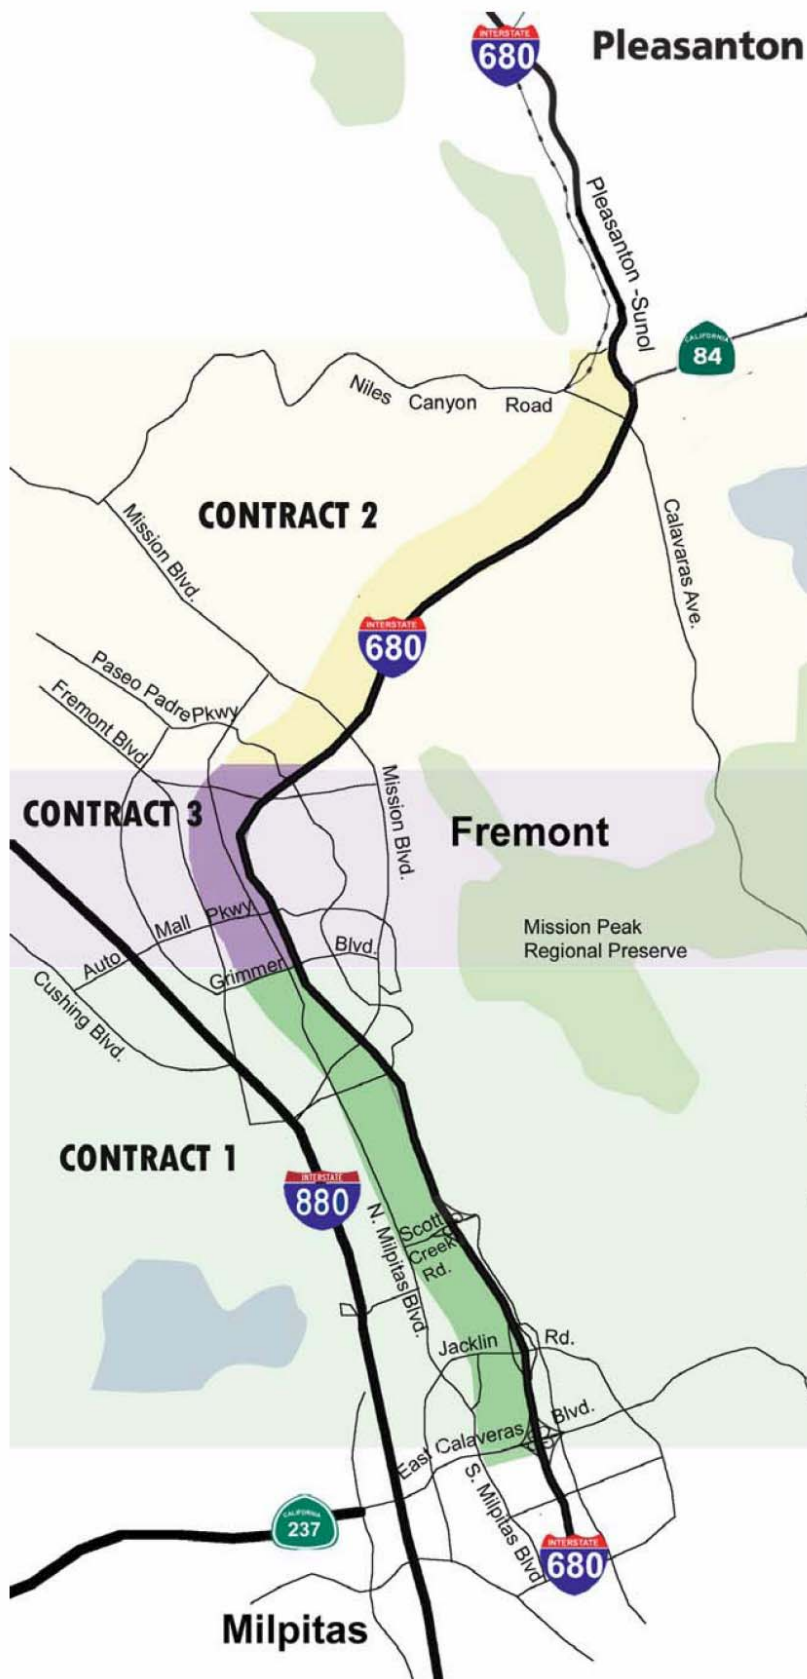 INTERSTATE
680
Pleasanton
Pleasanton -Sunol
CALIFORNIA
84
Niles Canyon Road
CONTRACT 2
Mission Blvd.
Calavaras Ave.
INTERSTATE
680
Paseo Padre Pkwy
Fremont Blvd
CONTRACT 3
Mission Blvd.
Fremont
Auto Mall Pkwy
Mission Peak
Regional Preserve
Grimmer Blvd.
Cushing Blvd.
CONTRACT 1
INTERSTATE
880
N. Milpitas Blvd.
Scott
Creek
Rd.
Jacklin Rd.
East Calaveras Blvd.
S. Milpitas Blvd
CALIFORNIA
237
INTERSTATE
680
Milpitas